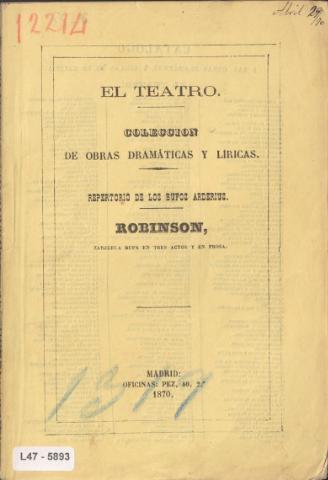 12214
Abril 29/70
EL TEATRO.
COLECCION
DE OBRAS DRAMÁTICAS Y LÍRICAS.
REPERTORIO DE LOS BUFOS ARDERIUS.
ROBINSON,
ZARZUELA BUFA EN TRES ACTOS Y EN PROSA.
MADRID:
OFICINAS: PEZ, 40, 2.º
1870.
1319
L47 - 5893